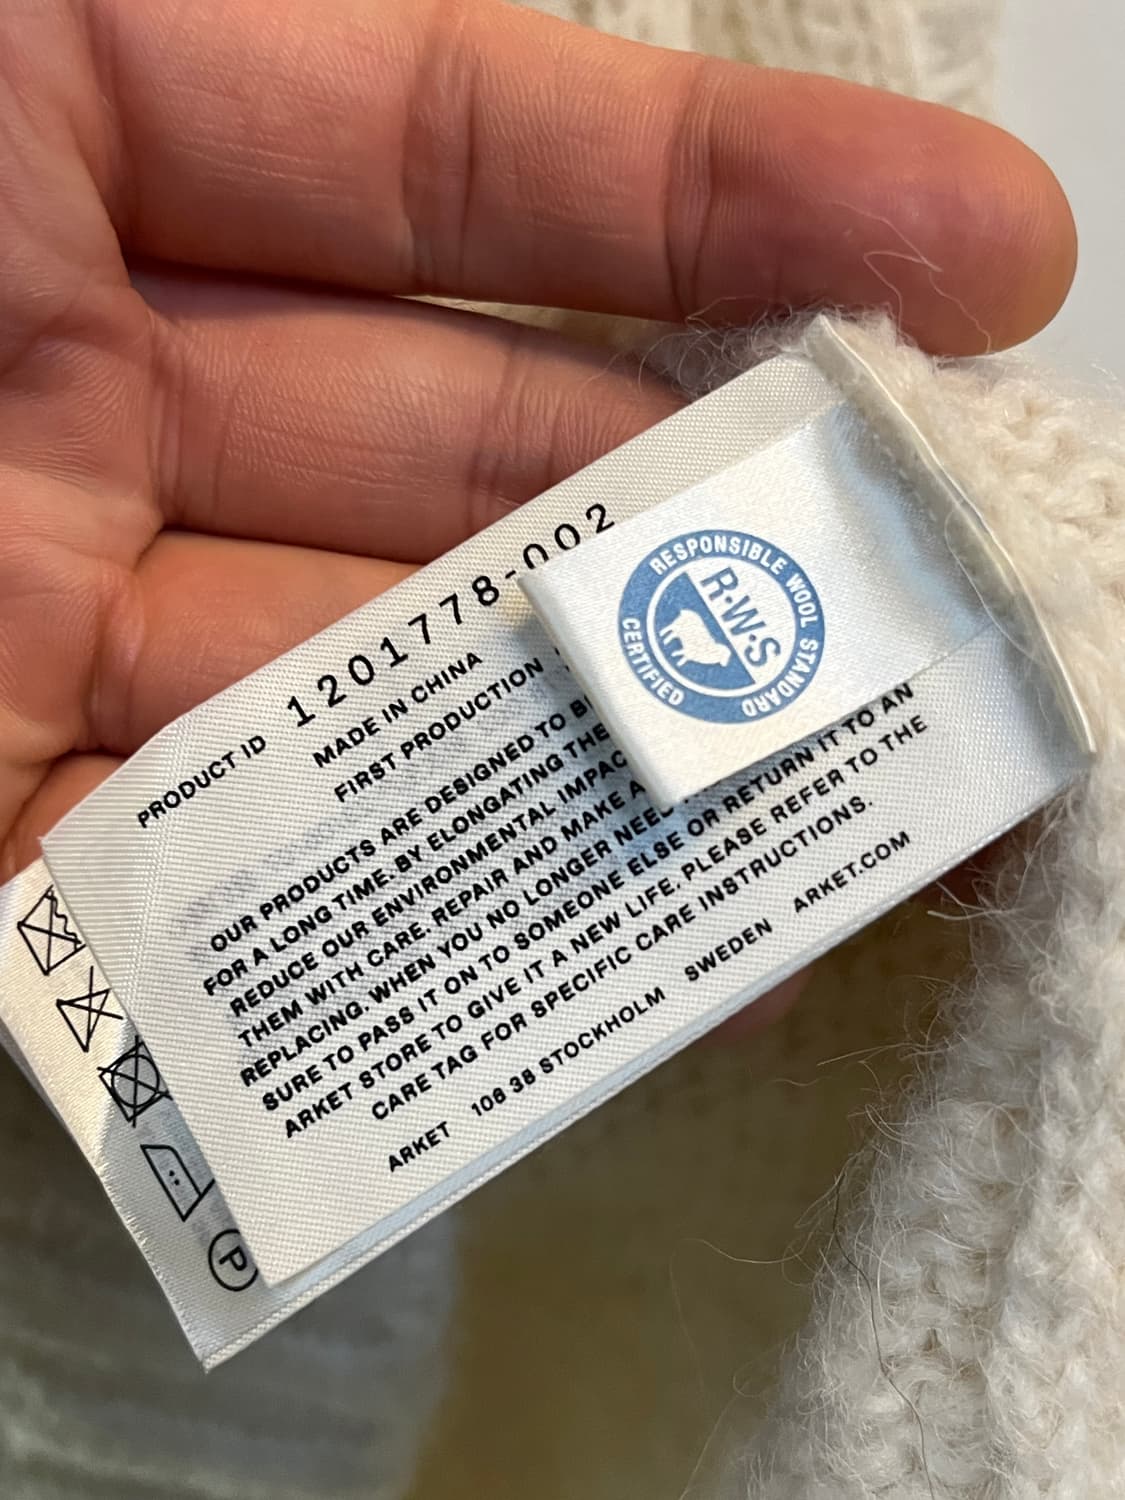 PRODUCT ID 1201778-002
MADE IN CHINA
FIRST PRODUCTION
OUR PRODUCTS ARE DESIGNED TO
FOR A LONG TIME. BY ELONGATING THE
REDUCE OUR ENVIRONMENTAL
THEM WITH CARE. REPAIR AND MAKE
REPLACING. WHEN YOU NO LONGER
SURE TO PASS IT ON TO SOMEONE ELSE OR RETURN IT TO AN
ARKET STORE TO GIVE IT A NEW LIFE. PLEASE REFER TO THE
CARE TAG FOR SPECIFIC CARE INSTRUCTIONS.
ARKET 106 38 STOCKHOLM SWEDEN ARKET.COM
RESPONSIBLE WOOL STANDARD
R·W·S
CERTIFIED
P